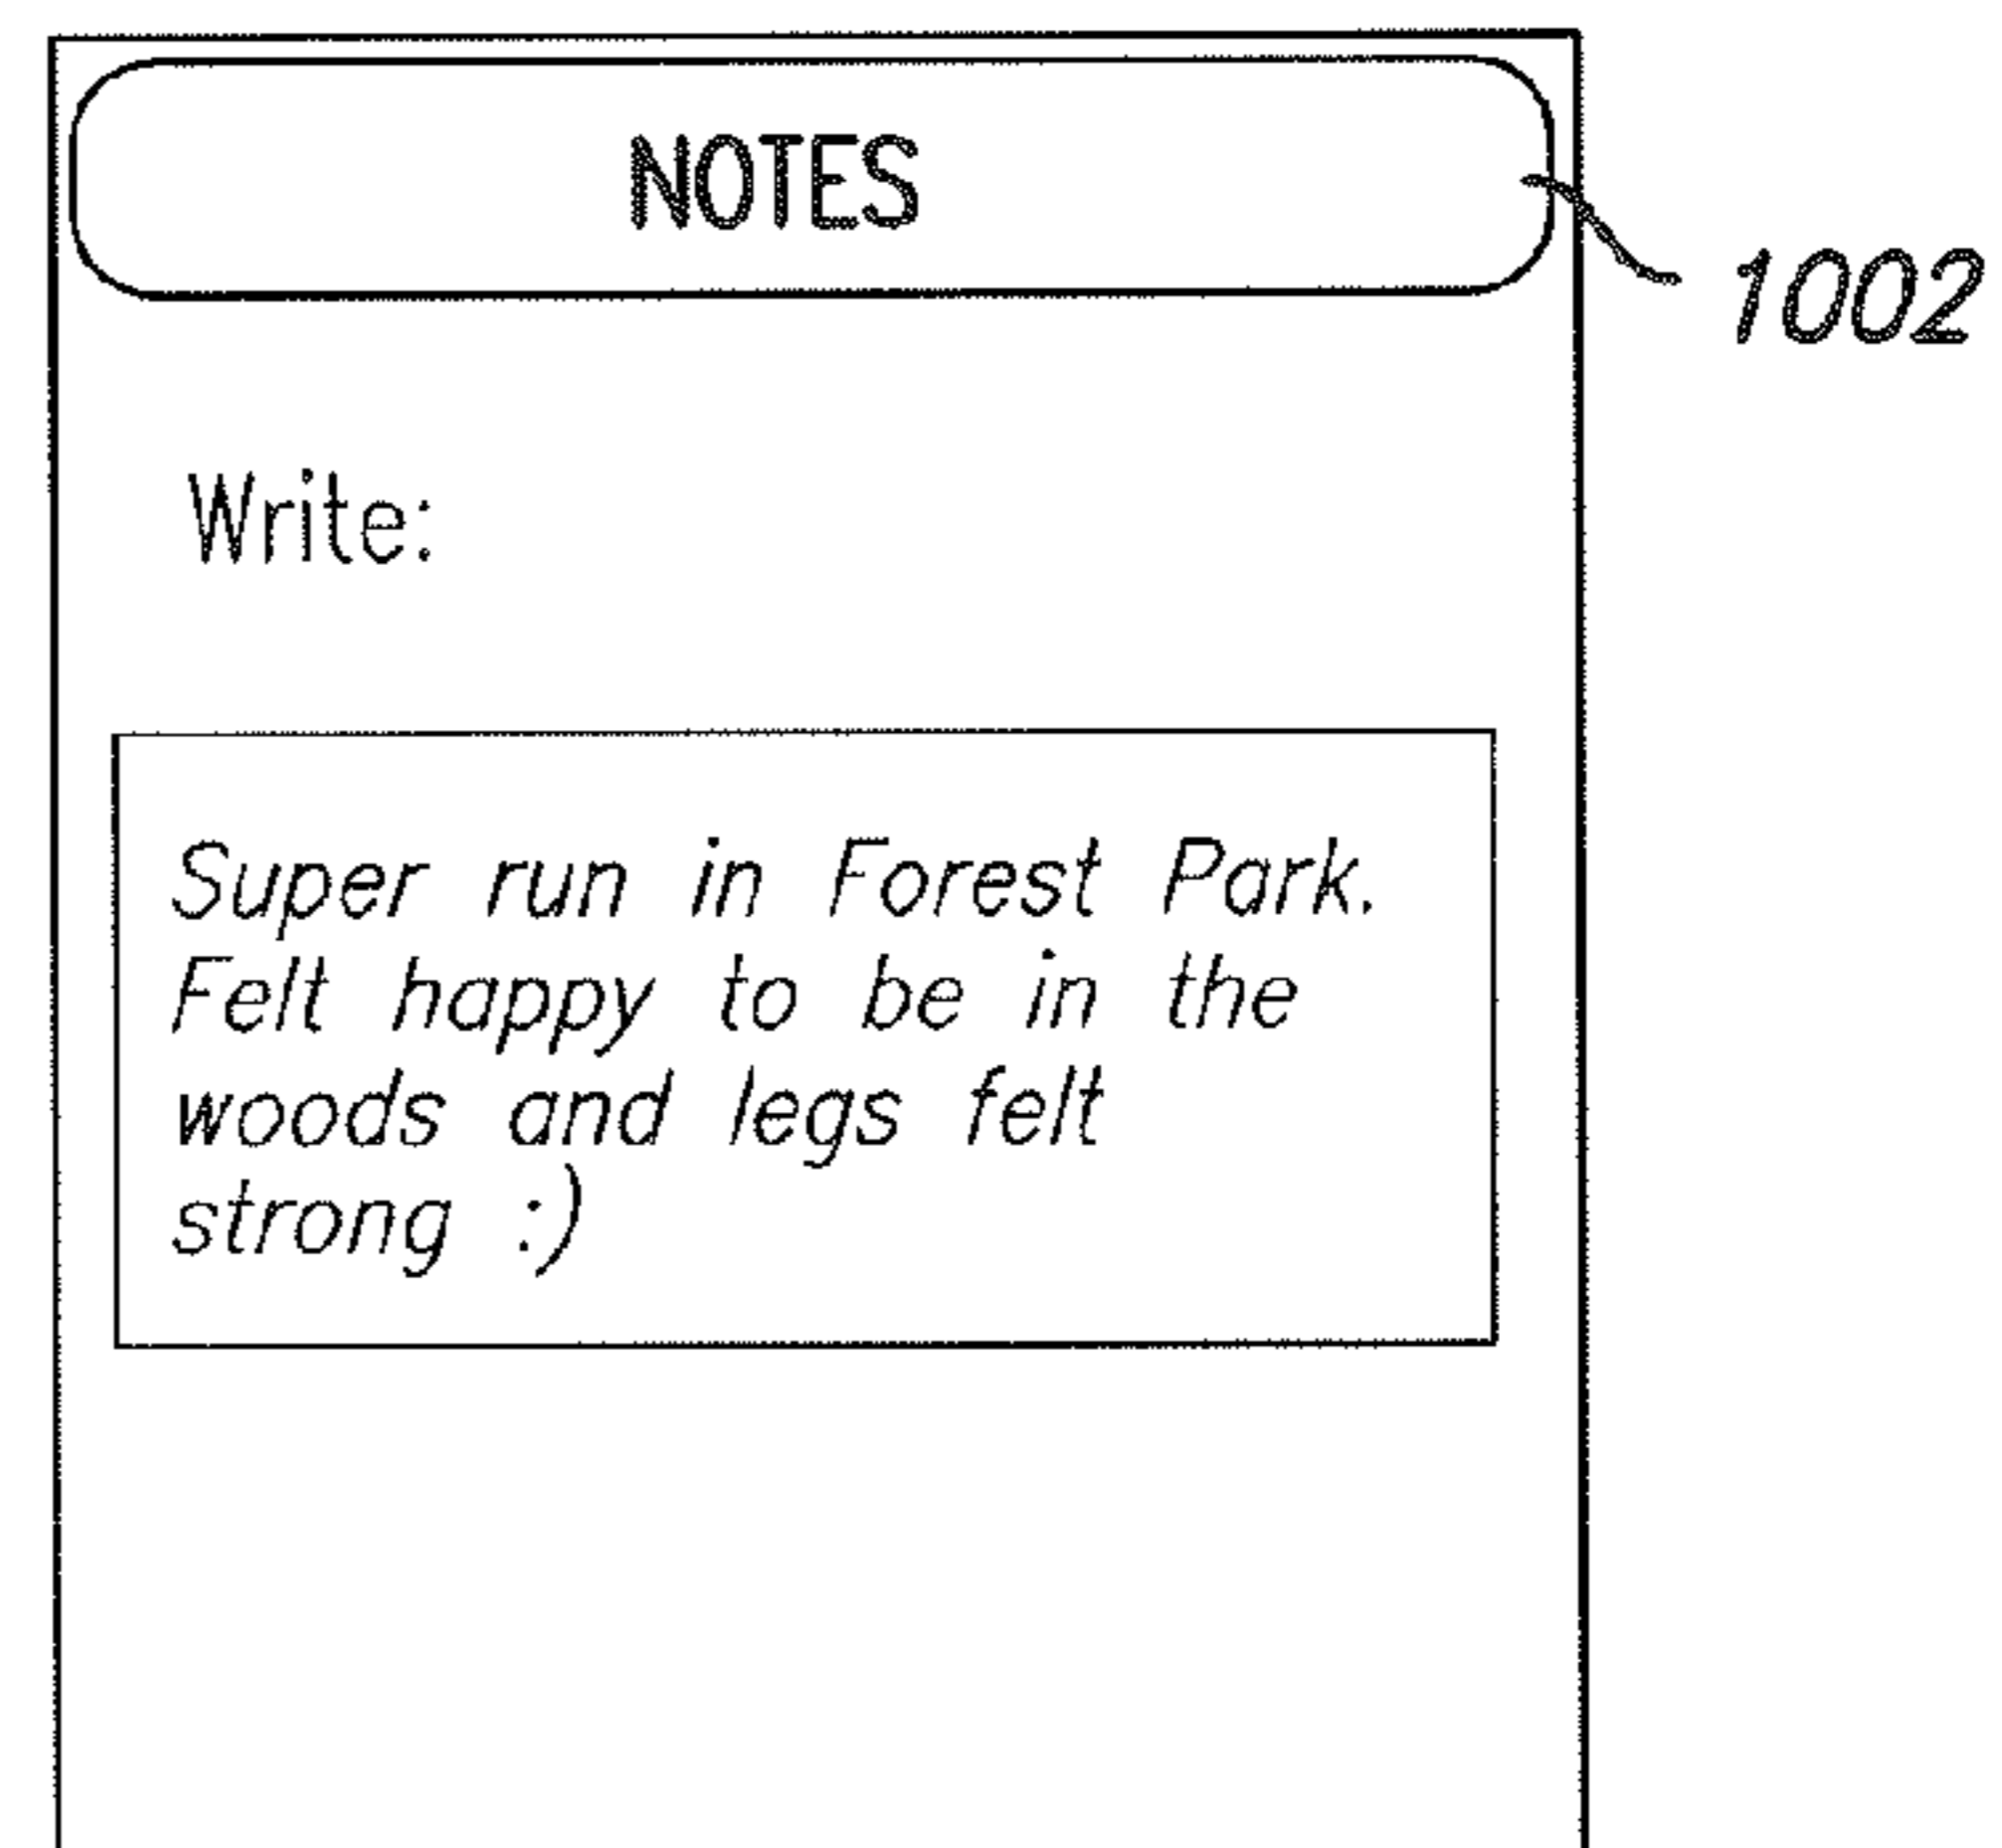 NOTES
1002
Write:
Super run in Forest Park.
Felt happy to be in the
woods and legs felt
strong :)